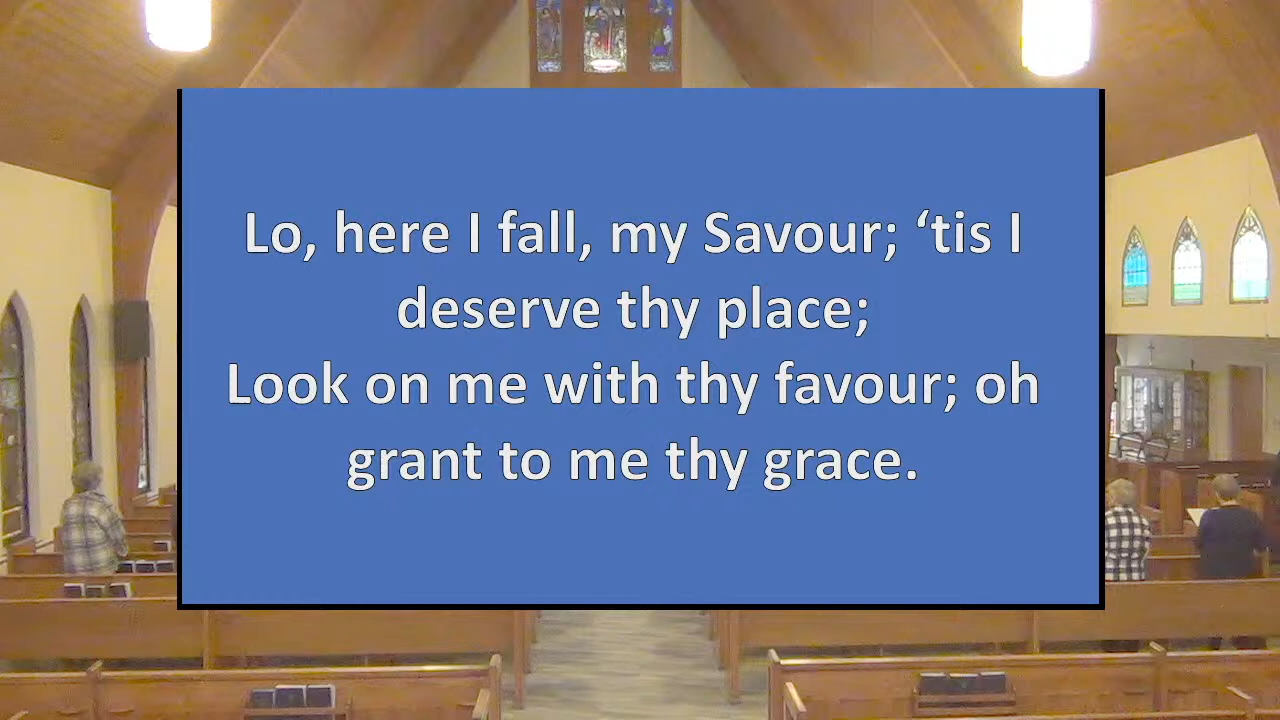 Lo, here I fall, my Savour; ‘tis I
deserve thy place;
Look on me with thy favour; oh
grant to me thy grace.